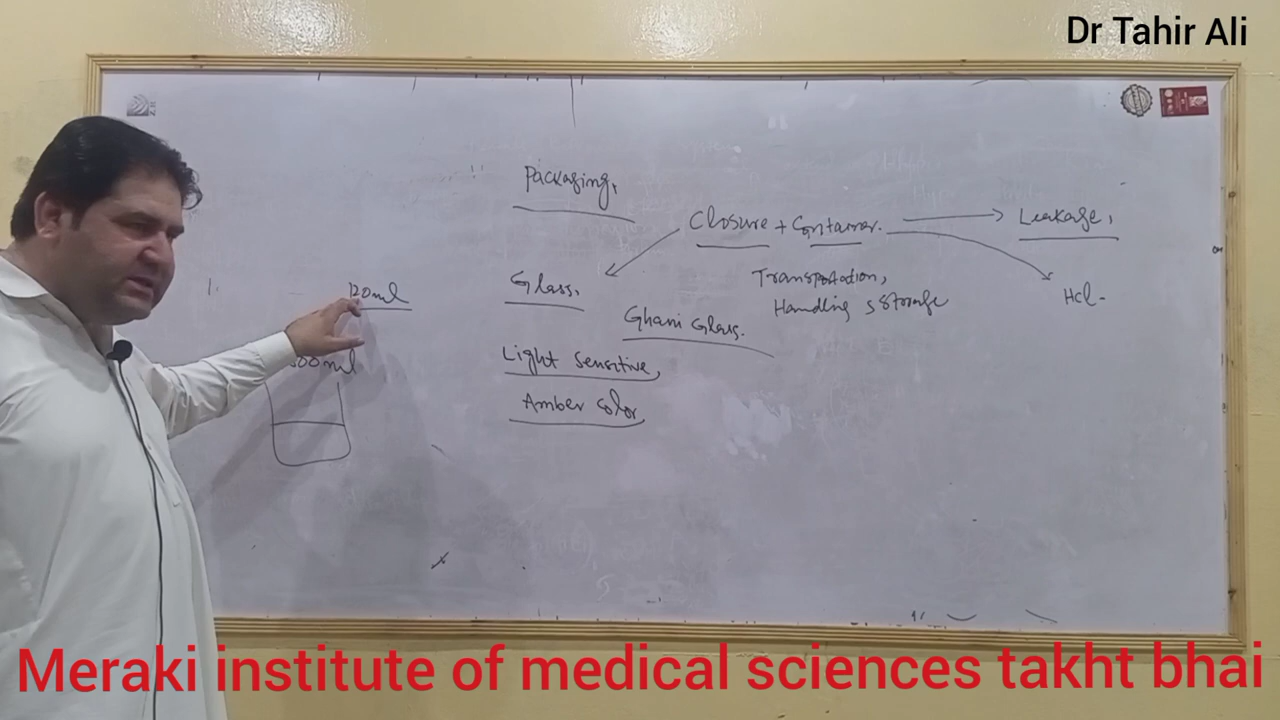 Dr Tahir Ali
Packaging,
Closure + Container.
Leakage,
Glass,
Transportation,
Handling & Storage
Hcl-
120ml
Ghani Glass.
Light Sensitive,
Amber Color,
Meraki institute of medical sciences takht bhai